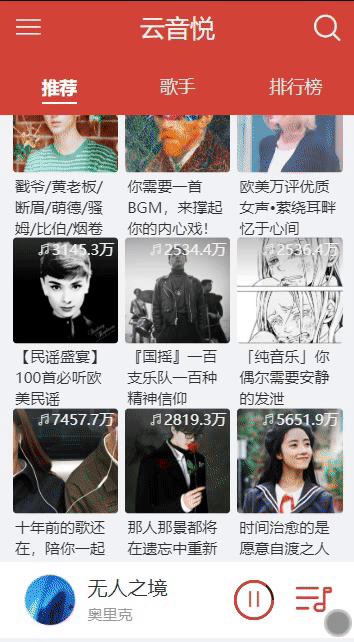 云音悦
推荐 歌手 排行榜
戳爷/黄老板/
断眉/萌德/骚
姆/比伯/烟卷
你需要一首
BGM，来撑起
你的内心戏！
欧美万评优质
女声•萦绕耳畔
忆于心间
3145.3万
2534.4万
2536.4万
【民谣盛宴】
100首必听欧
美民谣
『国摇』一百
支乐队一百种
精神信仰
「纯音乐」你
偶尔需要安静
的发泄
7457.7万
2819.3万
5651.9万
十年前的歌还
在，陪你一起
那人那景都将
在遗忘中重新
时间治愈的是
愿意自渡之人
无人之境
奥里克